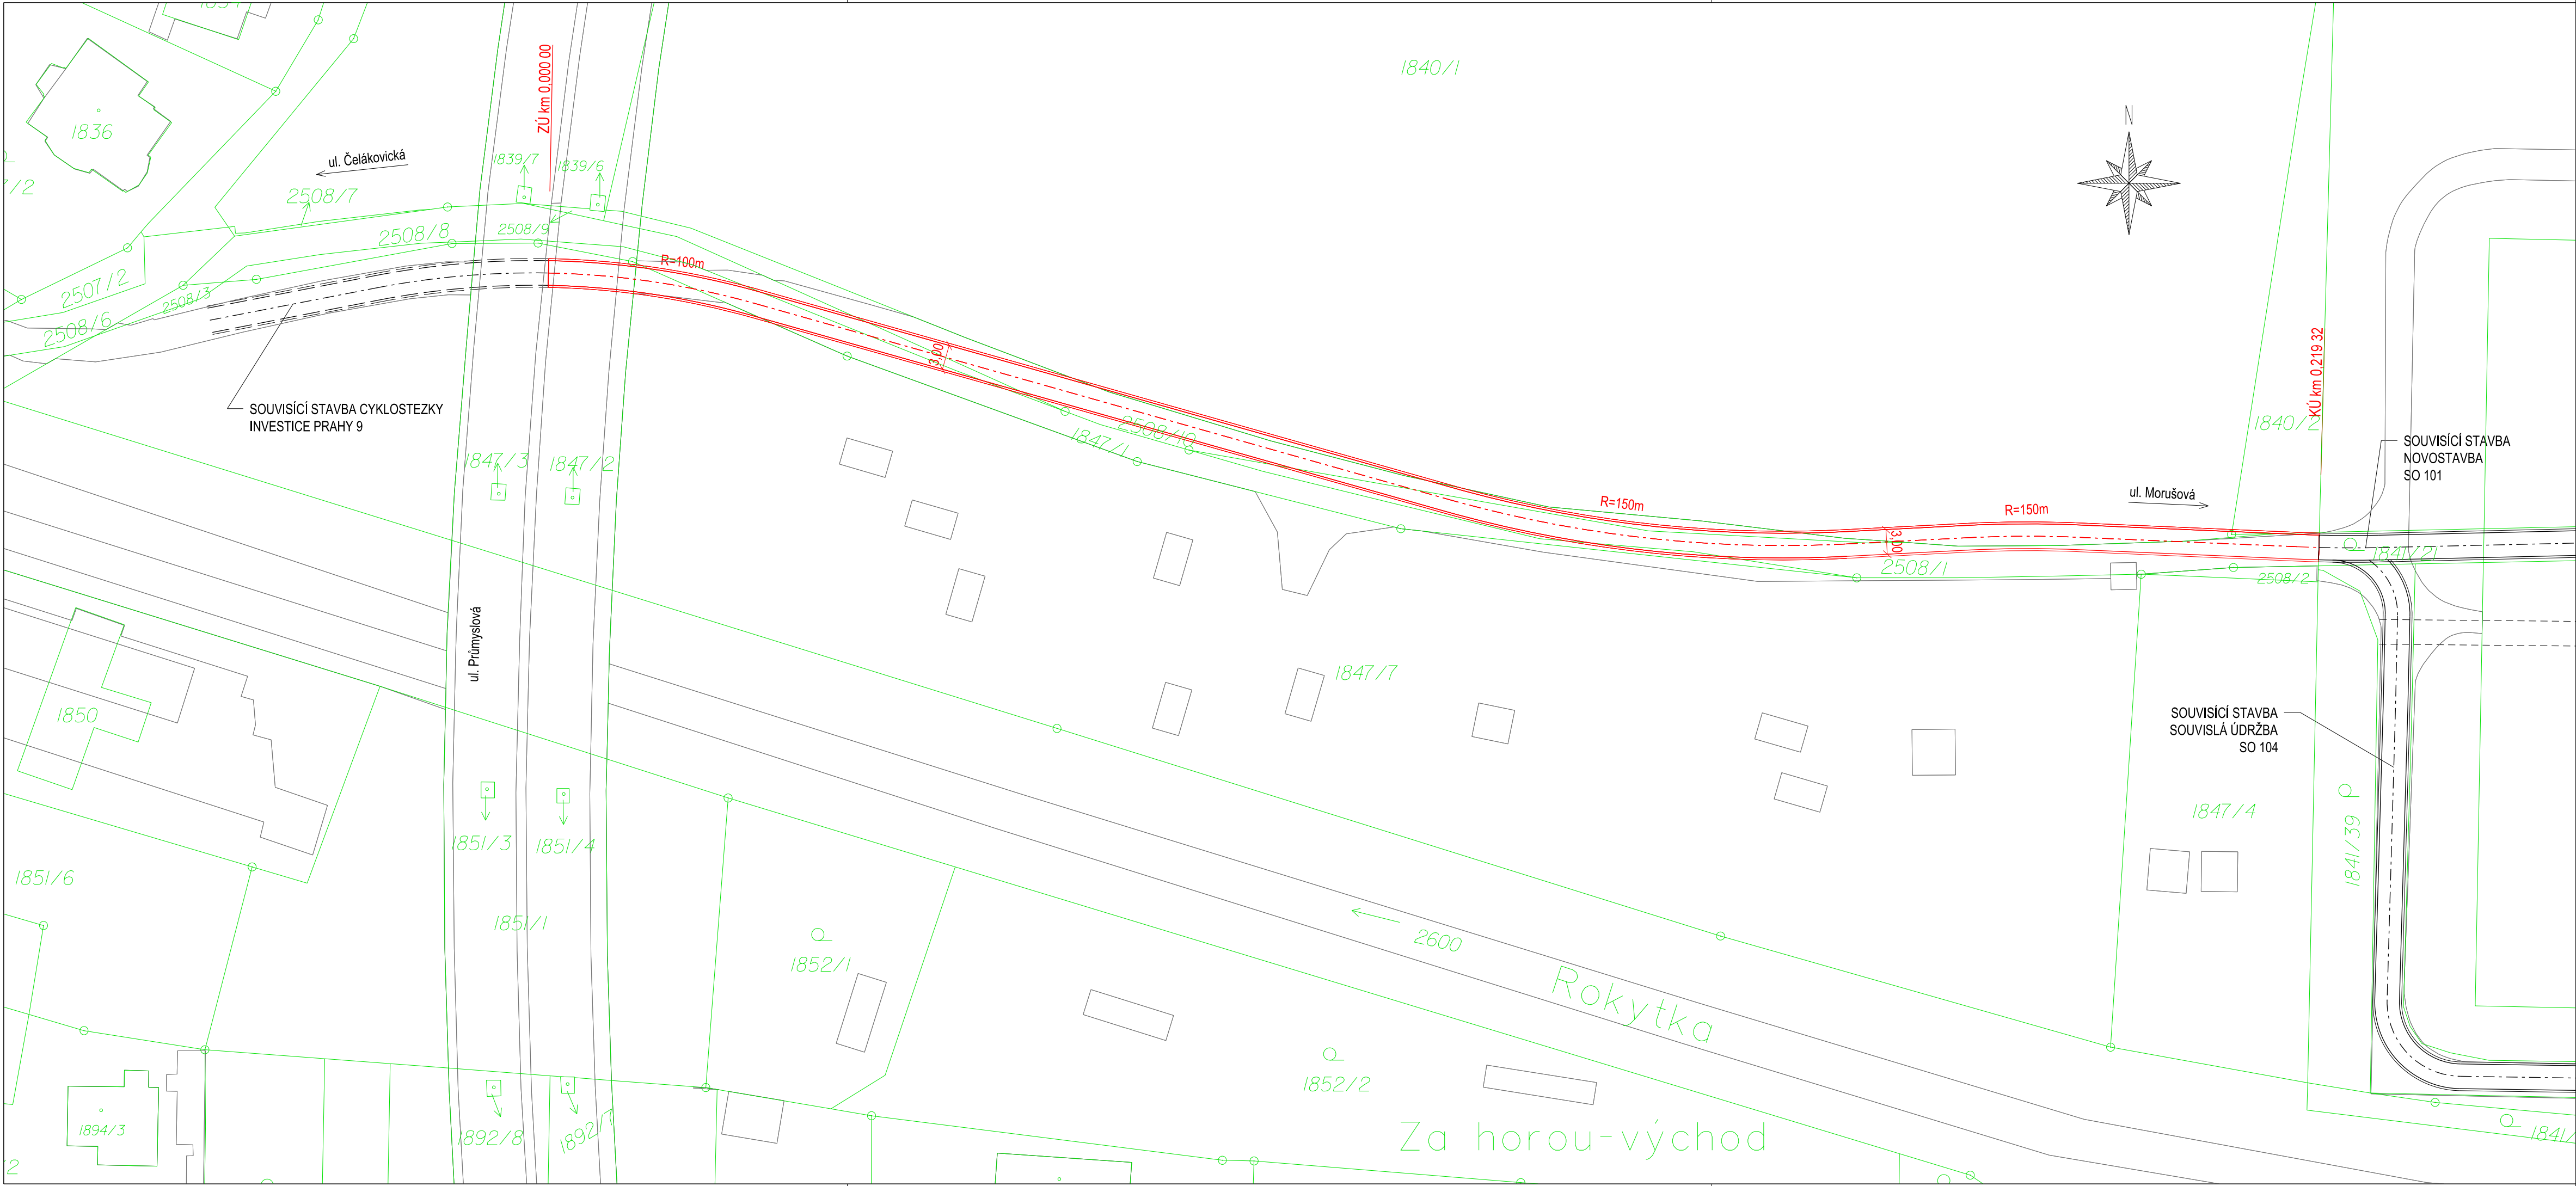 1840/1
ZÚ km 0,000 00
N
1836
ul. Čelákovická
1839/7
1839/6
2508/7
2508/8
2508/9
R=100m
2507/2
2508/3
2508/6
3,00
KÚ km 0,219 32
SOUVISÍCÍ STAVBA CYKLOSTEZKY
INVESTICE PRAHY 9
1840/2
2508/10
1847/1
SOUVISÍCÍ STAVBA
NOVOSTAVBA
SO 101
1847/3
1847/2
R=150m
R=150m
ul. Morušová
3,00
1841/21
2508/1
2508/2
ul. Průmyslová
1847/7
1850
SOUVISÍCÍ STAVBA
SOUVISLÁ ÚDRŽBA
SO 104
1847/4
1851/3
1851/4
1841/39
1851/6
1851/1
2600
1852/1
Rokytka
1852/2
1894/3
1892/8
1892/1
Za horou-východ
1841/